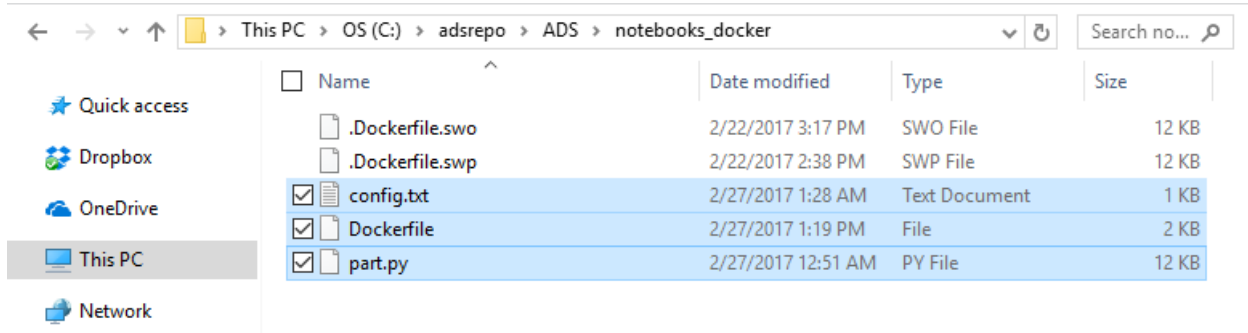 This PC > OS (C:) > adsrepo > ADS > notebooks_docker Search no...
Name Date modified Type Size
Quick access
Dropbox
OneDrive
This PC
Network
.Dockerfile.swo 2/22/2017 3:17 PM SWO File 12 KB
.Dockerfile.swp 2/22/2017 2:38 PM SWP File 12 KB
config.txt 2/27/2017 1:28 AM Text Document 1 KB
Dockerfile 2/27/2017 1:19 PM File 2 KB
part.py 2/27/2017 12:51 AM PY File 12 KB